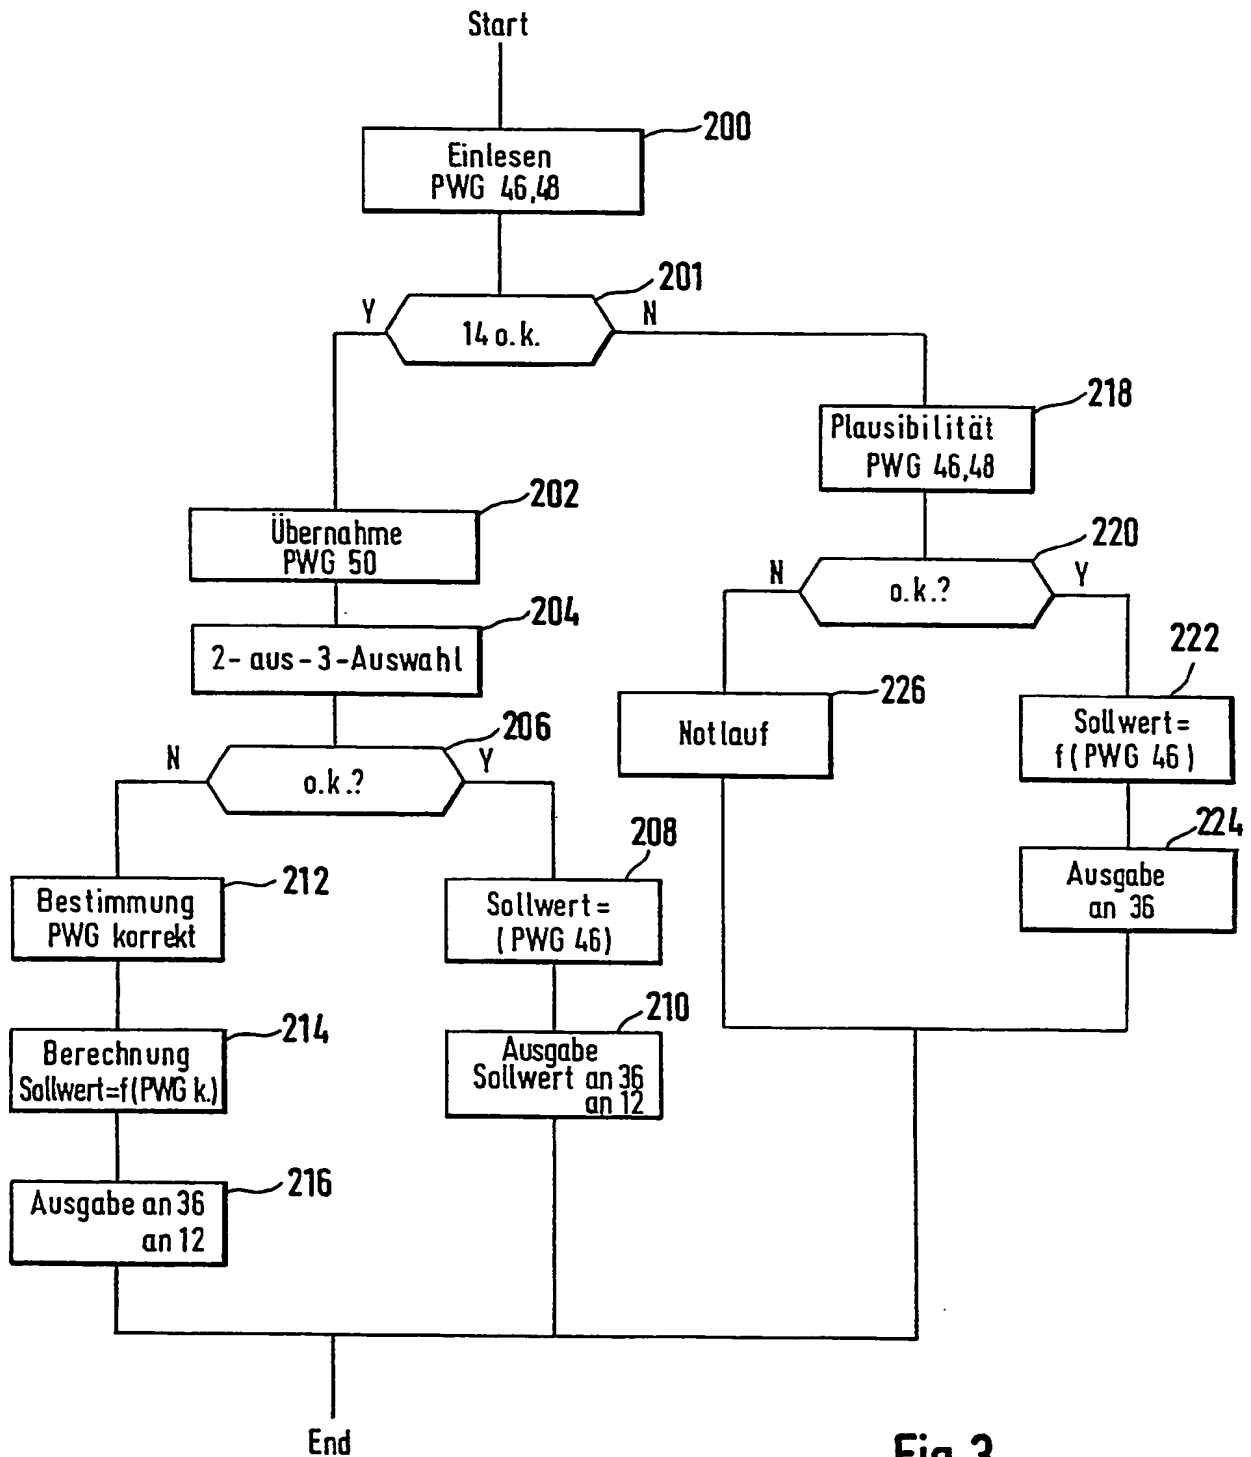 Start
200
Einlesen
PWG 46,48
201
Y
14 o.k.
N
218
Plausibilität
PWG 46,48
202
Übernahme
PWG 50
220
N
o.k.?
Y
204
2-aus-3-Auswahl
222
Sollwert=
f(PWG 46)
226
Notlauf
206
N
o.k.?
Y
224
Ausgabe
an 36
208
Sollwert=
(PWG 46)
212
Bestimmung
PWG korrekt
210
Ausgabe
Sollwert an 36
an 12
214
Berechnung
Sollwert=f(PWG k.)
216
Ausgabe an 36
an 12
End
Fig.3